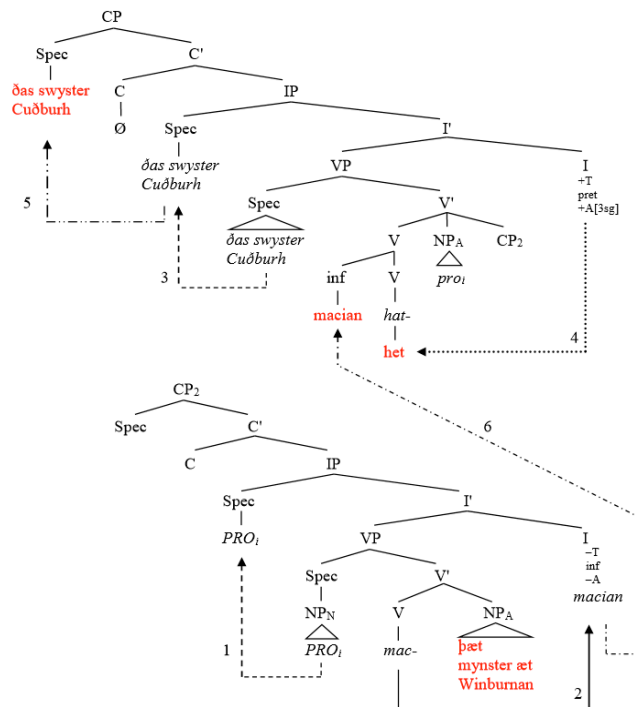 CP
Spec C'
ðas swyster
Cuðburh
C IP
Ø Spec I'
ðas swyster
Cuðburh
VP I
+T
pret
+A[3sg]
5 Spec V'
ðas swyster
Cuðburh
V NPA CP2
3 inf V proi
macian hat-
4
het
CP2 6
Spec C'
C IP
Spec I'
PROi VP I
–T
inf
–A
macian
Spec V'
NPN V NPA
1 PROi mac- þæt
mynster æt
Winburnan
2